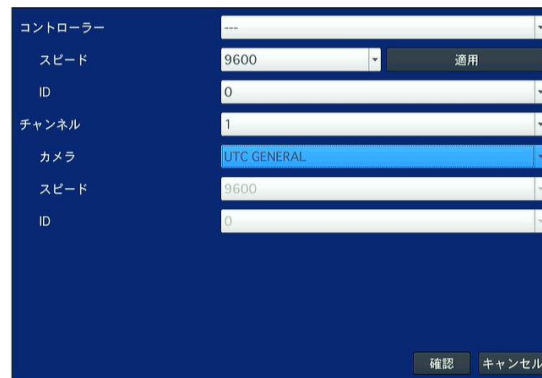 コントローラー ---
スピード 9600 適用
ID 0
チャンネル 1
カメラ UTC GENERAL
スピード 9600
ID 0
確認 キャンセル